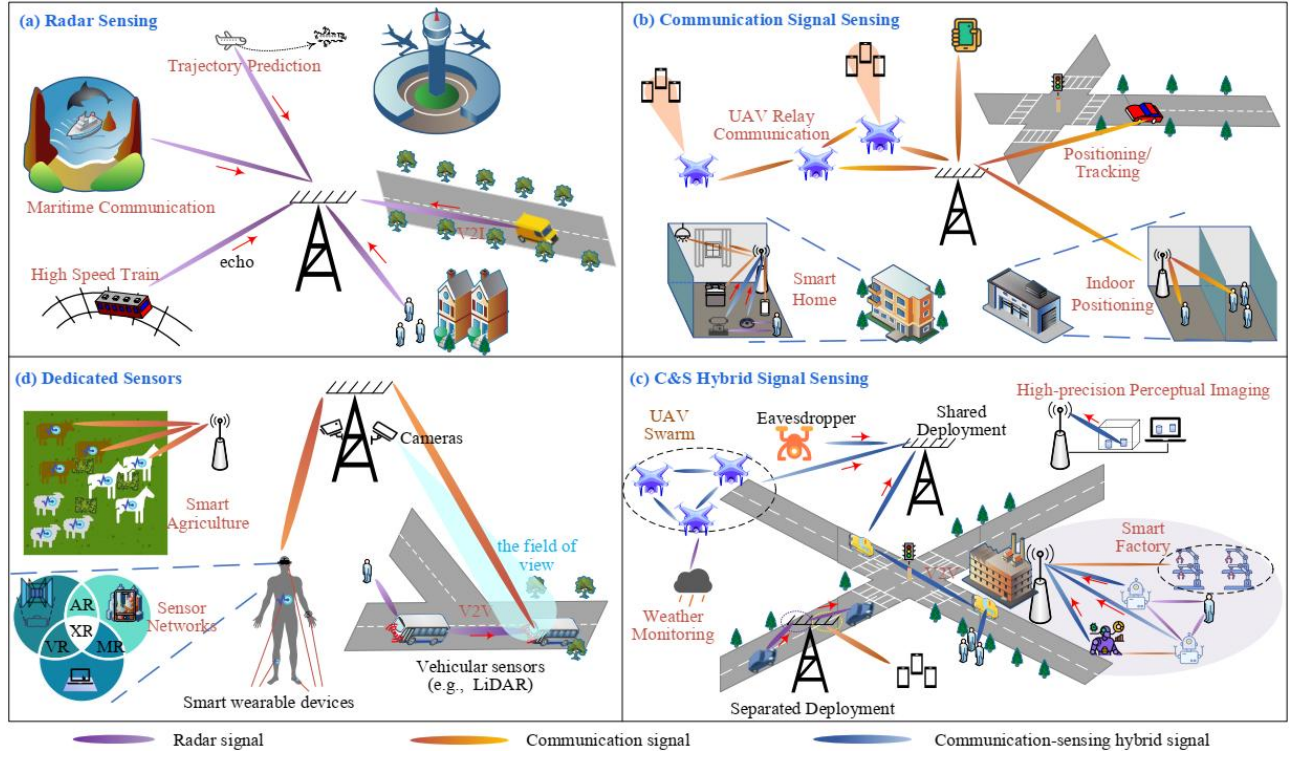 (a) Radar Sensing
Trajectory Prediction
Maritime Communication
V2I
echo
High Speed Train
(b) Communication Signal Sensing
UAV Relay
Communication
Positioning/
Tracking
Smart
Home
Indoor
Positioning
(d) Dedicated Sensors
Cameras
Smart
Agriculture
the field of
view
AR
XR
VR
MR
Sensor
Networks
V2V
Vehicular sensors
(e.g., LiDAR)
Smart wearable devices
(c) C&S Hybrid Signal Sensing
High-precision Perceptual Imaging
UAV
Swarm
Eavesdropper
Shared
Deployment
Smart
Factory
V2V
Weather
Monitoring
Separated Deployment
Radar signal
Communication signal
Communication-sensing hybrid signal